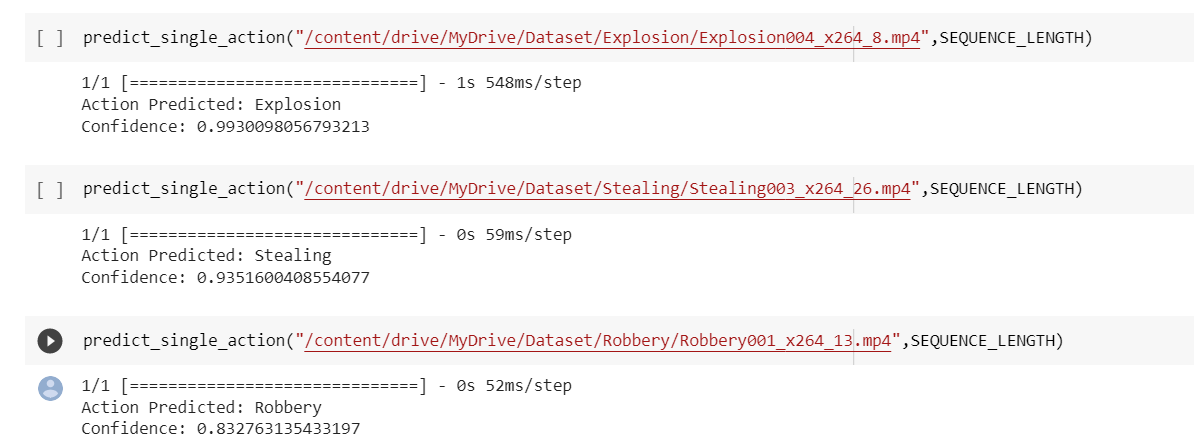 [ ] predict_single_action("/content/drive/MyDrive/Dataset/Explosion/Explosion004_x264_8.mp4",SEQUENCE_LENGTH)
1/1 [==============================] - 1s 548ms/step
Action Predicted: Explosion
Confidence: 0.9930098056793213
[ ] predict_single_action("/content/drive/MyDrive/Dataset/Stealing/Stealing003_x264_26.mp4",SEQUENCE_LENGTH)
1/1 [==============================] - 0s 59ms/step
Action Predicted: Stealing
Confidence: 0.9351600408554077
predict_single_action("/content/drive/MyDrive/Dataset/Robbery/Robbery001_x264_13.mp4",SEQUENCE_LENGTH)
1/1 [==============================] - 0s 52ms/step
Action Predicted: Robbery
Confidence: 0.832763135433197